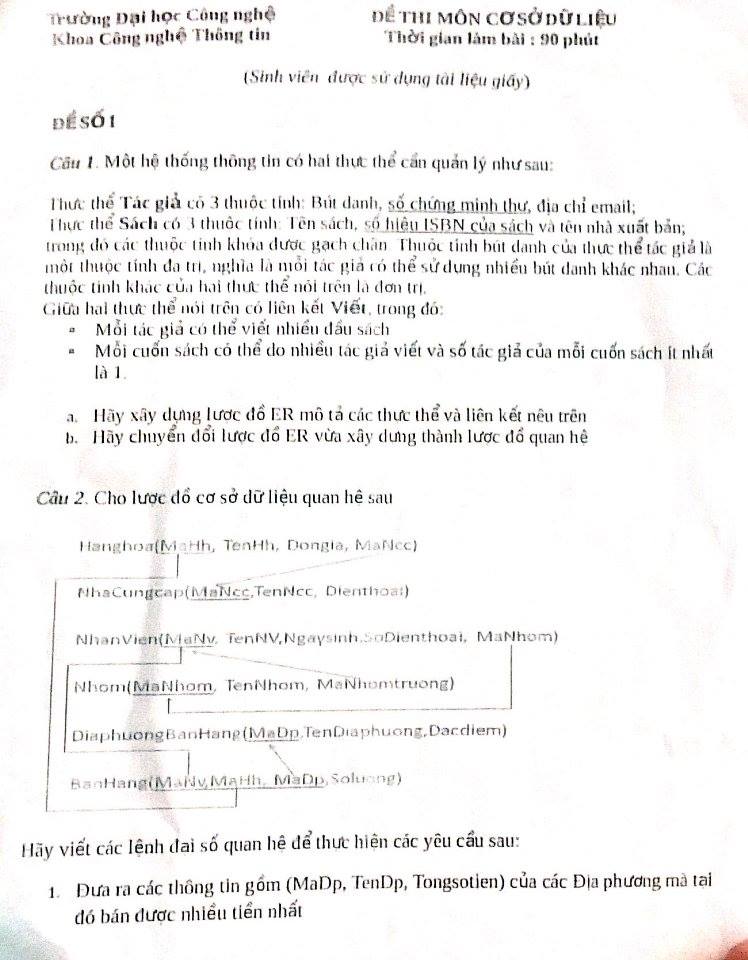 Trường Đại học Công nghệ
ĐỀ THI MÔN CƠ SỞ DỮ LIỆU
Khoa Công nghệ Thông tin
Thời gian làm bài : 90 phút
(Sinh viên được sử dụng tài liệu giấy)
ĐỀ SỐ 1
Câu 1. Một hệ thống thông tin có hai thực thể cần quản lý như sau:
Thực thể Tác giả có 3 thuộc tính: Bút danh, số chứng minh thư, địa chỉ email;
Thực thể Sách có 3 thuộc tính: Tên sách, số hiệu ISBN của sách và tên nhà xuất bản;
trong đó các thuộc tính khóa được gạch chân. Thuộc tính bút danh của thực thể tác giả là
một thuộc tính đa trị, nghĩa là mỗi tác giả có thể sử dụng nhiều bút danh khác nhau. Các
thuộc tính khác của hai thực thể nói trên là đơn trị.
Giữa hai thực thể nói trên có liên kết Viết, trong đó:
▪ Mỗi tác giả có thể viết nhiều đầu sách
▪ Mỗi cuốn sách có thể do nhiều tác giả viết và số tác giả của mỗi cuốn sách ít nhất
là 1.
a. Hãy xây dựng lược đồ ER mô tả các thực thể và liên kết nêu trên
b. Hãy chuyển đổi lược đồ ER vừa xây dựng thành lược đồ quan hệ
Câu 2. Cho lược đồ cơ sở dữ liệu quan hệ sau
Hanghoa(MaHh, TenHh, Dongia, MaNcc)
NhaCungcap(MaNcc,TenNcc, Dienthoai)
NhanVien(MaNv, TenNV,Ngaysinh,SoDienthoai, MaNhom)
Nhom(MaNhom, TenNhom, MaNhomtruong)
DiaphuongBanHang(MaDp,TenDiaphuong,Dacdiem)
BanHang(MaNv,MaHh, MaDp,Soluong)
Hãy viết các lệnh đại số quan hệ để thực hiện các yêu cầu sau:
1. Đưa ra các thông tin gồm (MaDp, TenDp, Tongsotien) của các Địa phương mà tại
đó bán được nhiều tiền nhất